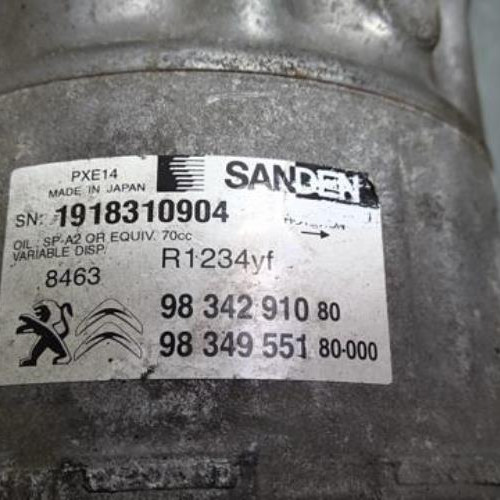 PXE14
MADE IN JAPAN
SANDEN
SN: 1918310904
OIL : SP-A2 OR EQUIV. 70cc
VARIABLE DISP.
R1234yf
8463
98 342 910 80
98 349 551 80-000